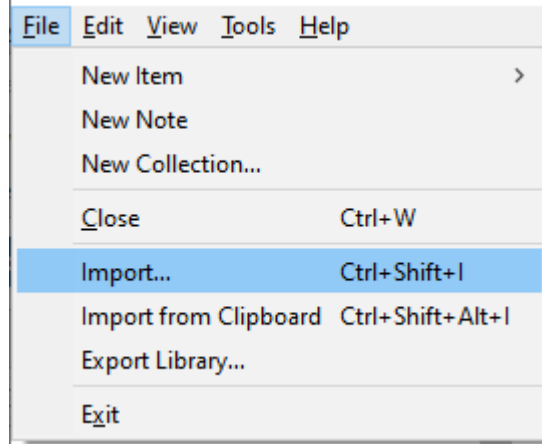 File Edit View Tools Help
New Item >
New Note
New Collection...
Close Ctrl+W
Import... Ctrl+Shift+I
Import from Clipboard Ctrl+Shift+Alt+I
Export Library...
Exit